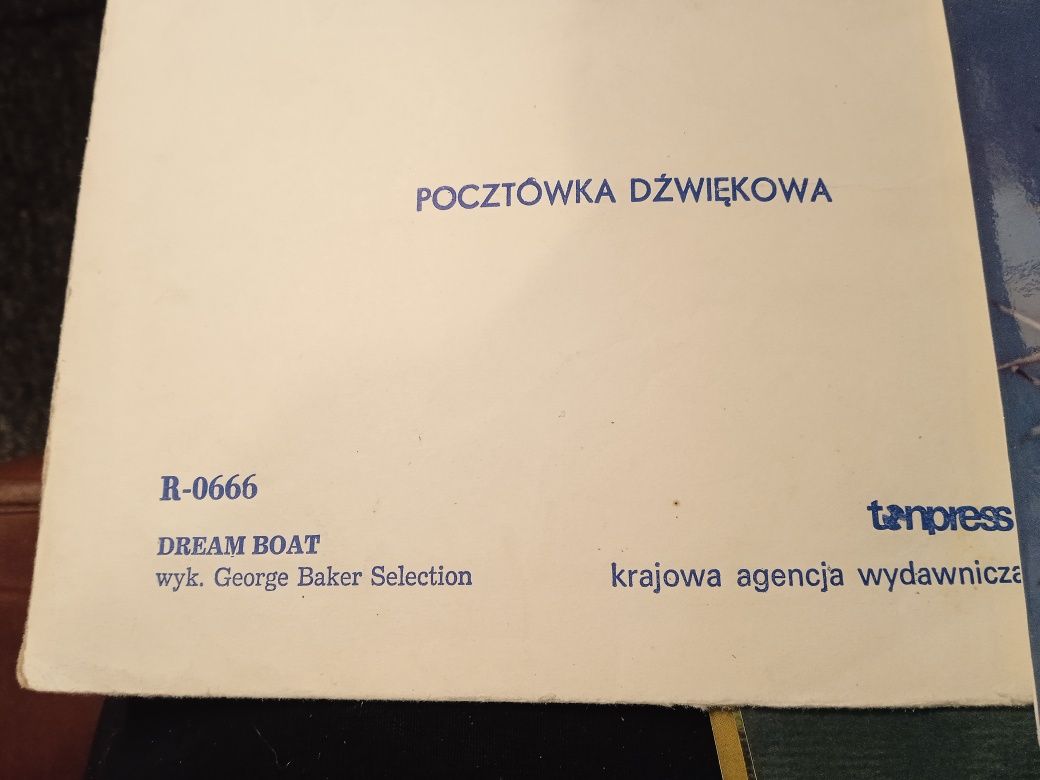 POCZTÓWKA DŹWIĘKOWA
R-0666
DREAM BOAT
wyk. George Baker Selection
tonpress
krajowa agencja wydawnicza